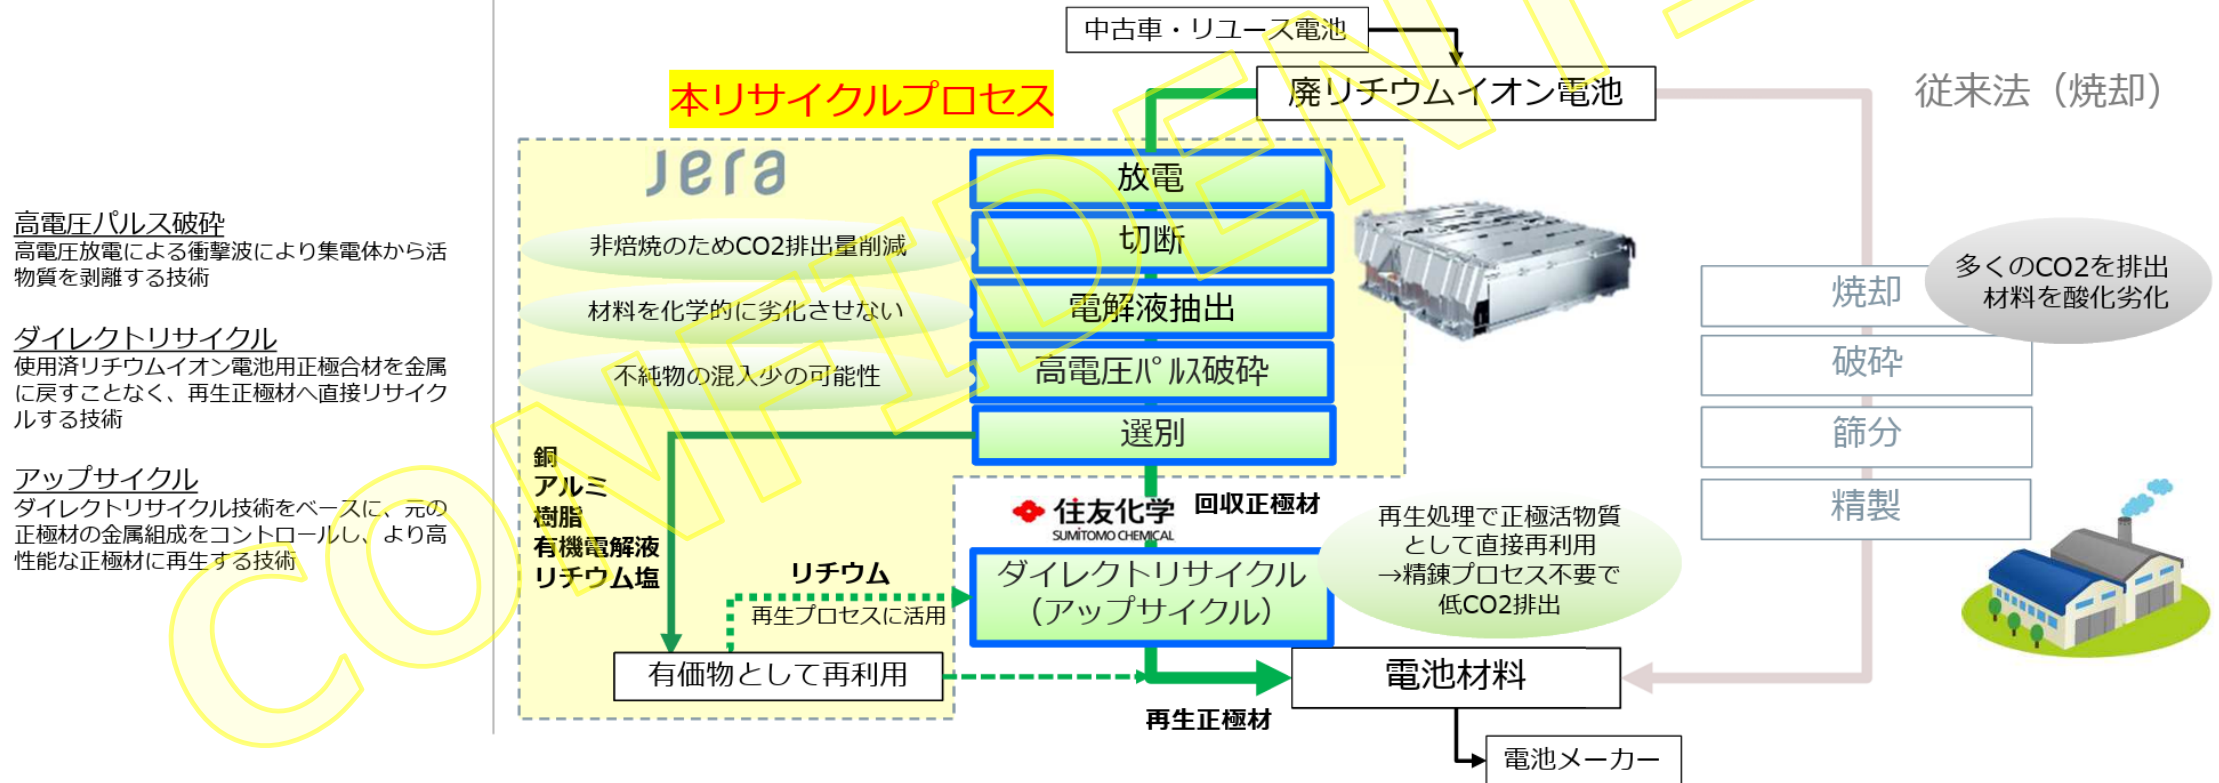 中古車・リユース電池
廃リチウムイオン電池
従来法（焼却）
本リサイクルプロセス
高電圧パルス破砕
高電圧放電による衝撃波により集電体から活
物質を剥離する技術
ダイレクトリサイクル
使用済リチウムイオン電池用正極合材を金属
に戻すことなく、再生正極材へ直接リサイク
ルする技術
アップサイクル
ダイレクトリサイクル技術をベースに、元の
正極材の金属組成をコントロールし、より高
性能な正極材に再生する技術
Jera
放電
切断
電解液抽出
高電圧パルス破砕
選別
非焙焼のためCO2排出量削減
材料を化学的に劣化させない
不純物の混入少の可能性
銅
アルミ
樹脂
有機電解液
リチウム塩
リチウム
再生プロセスに活用
有価物として再利用
住友化学
SUMITOMO CHEMICAL
回収正極材
ダイレクトリサイクル
（アップサイクル）
再生処理で正極活物質
として直接再利用
→精錬プロセス不要で
低CO2排出
再生正極材
電池材料
電池メーカー
焼却
破砕
篩分
精製
多くのCO2を排出
材料を酸化劣化
COMFIDENT